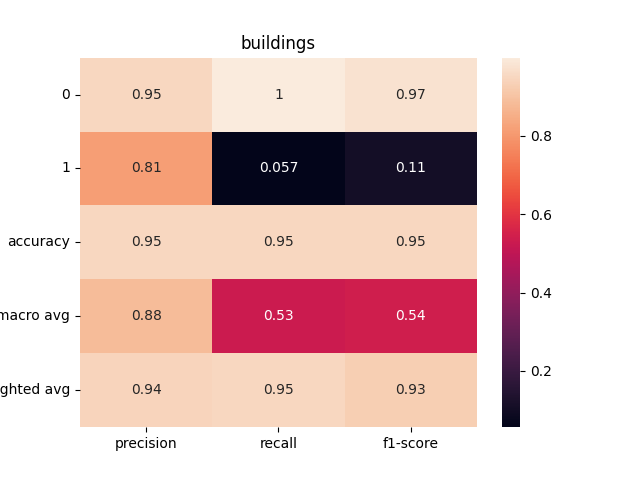 buildings
0 0.95 1 0.97
1 0.81 0.057 0.11
accuracy 0.95 0.95 0.95
macro avg 0.88 0.53 0.54
ghted avg 0.94 0.95 0.93
precision recall f1-score
0.8
0.6
0.4
0.2